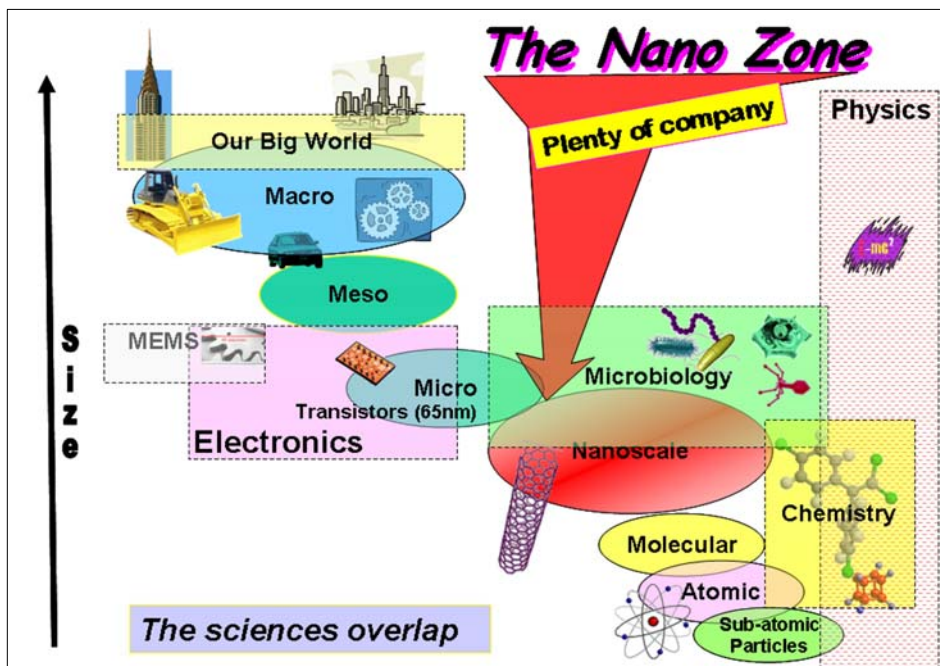 The Nano Zone
Plenty of company
Physics
Our Big World
Macro
Meso
Size
MEMS
Micro
Transistors (65nm)
Electronics
Microbiology
Nanoscale
Chemistry
Molecular
Atomic
Sub-atomic
Particles
The sciences overlap